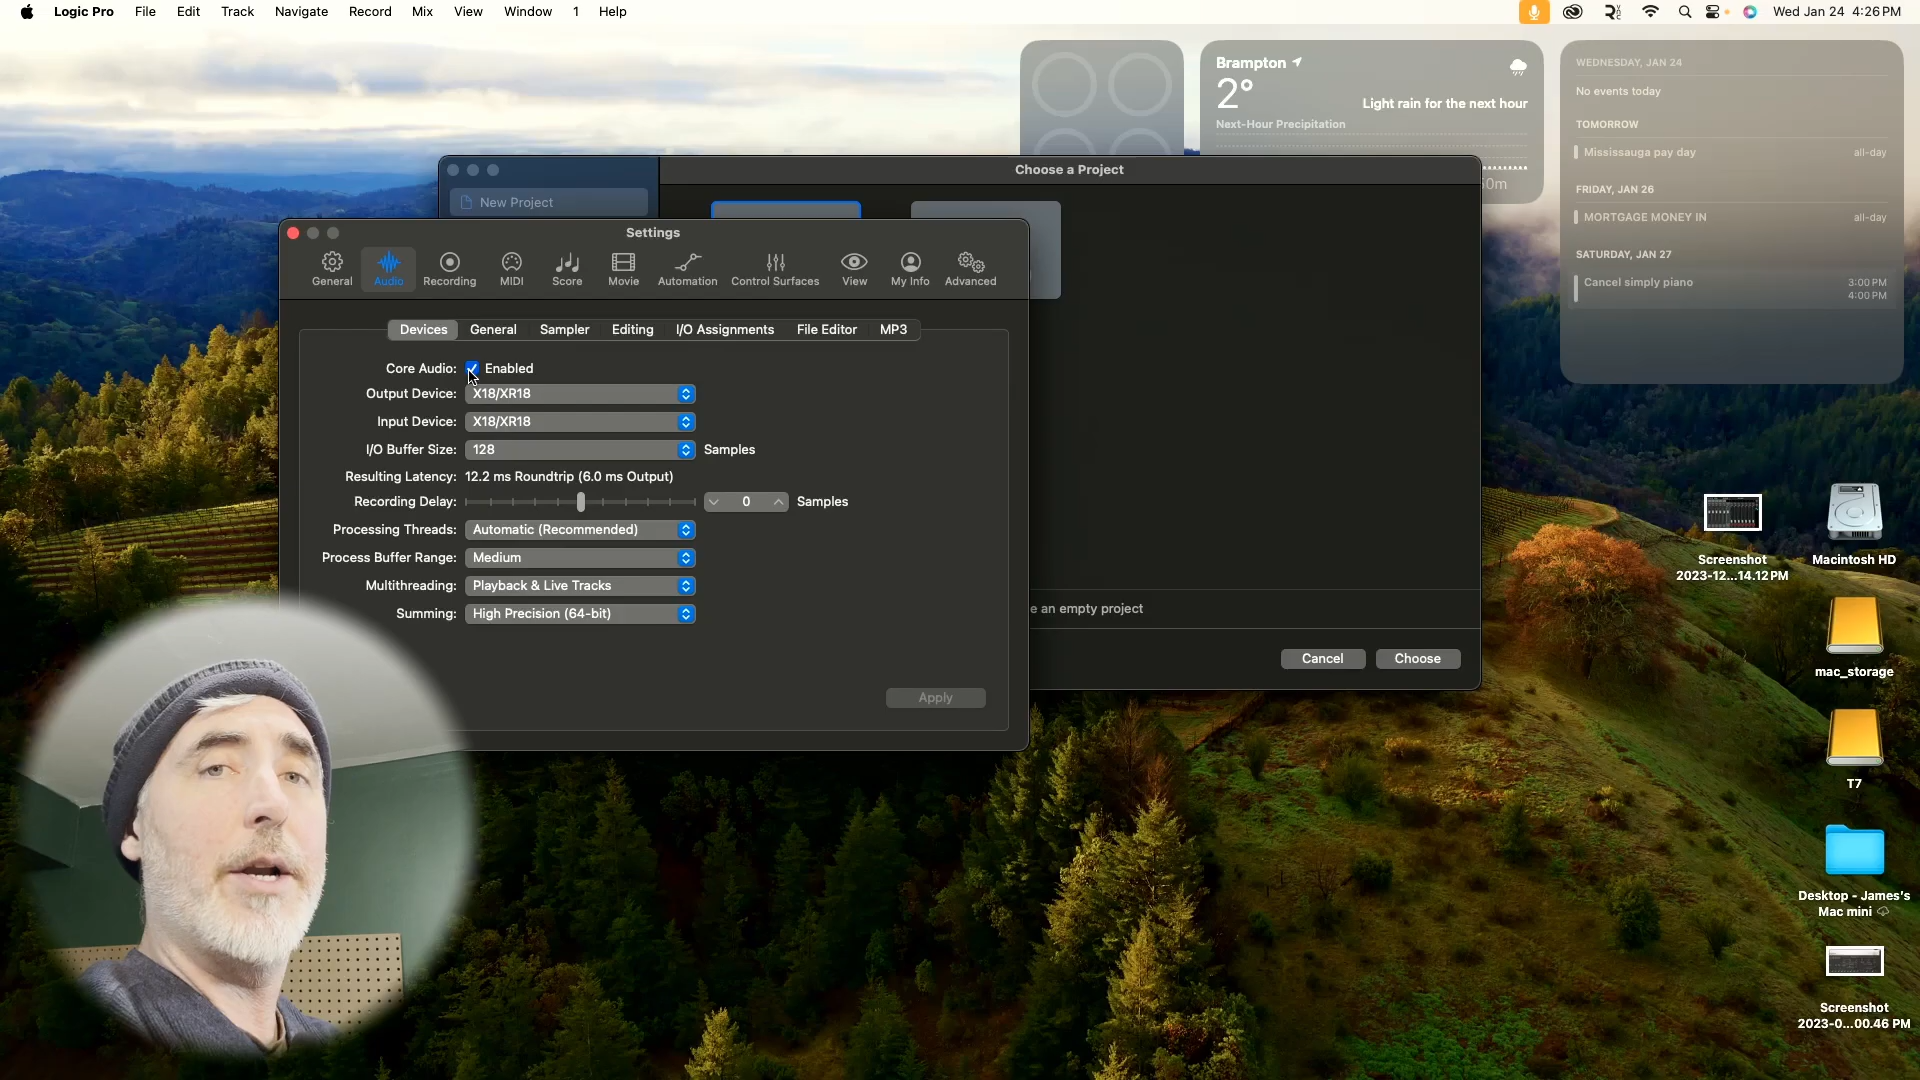 Logic Pro File Edit Track Navigate Record Mix View Window 1 Help
Wed Jan 24 4:26 PM
Brampton
2°
Light rain for the next hour
Next-Hour Precipitation
WEDNESDAY, JAN 24
No events today
TOMORROW
Mississauga pay day all-day
FRIDAY, JAN 26
MORTGAGE MONEY IN all-day
SATURDAY, JAN 27
Cancel simply piano 3:00 PM
4:00 PM
Choose a Project
New Project
Settings
General Audio Recording MIDI Score Movie Automation Control Surfaces View My Info Advanced
Devices General Sampler Editing I/O Assignments File Editor MP3
Core Audio: Enabled
Output Device: X18/XR18
Input Device: X18/XR18
I/O Buffer Size: 128 Samples
Resulting Latency: 12.2 ms Roundtrip (6.0 ms Output)
Recording Delay: 0 Samples
Processing Threads: Automatic (Recommended)
Process Buffer Range: Medium
Multithreading: Playback & Live Tracks
Summing: High Precision (64-bit)
Apply
e an empty project
Cancel Choose
Screenshot
2023-12...14.12 PM
Macintosh HD
mac_storage
T7
Desktop - James's
Mac mini
Screenshot
2023-0...00.46 PM